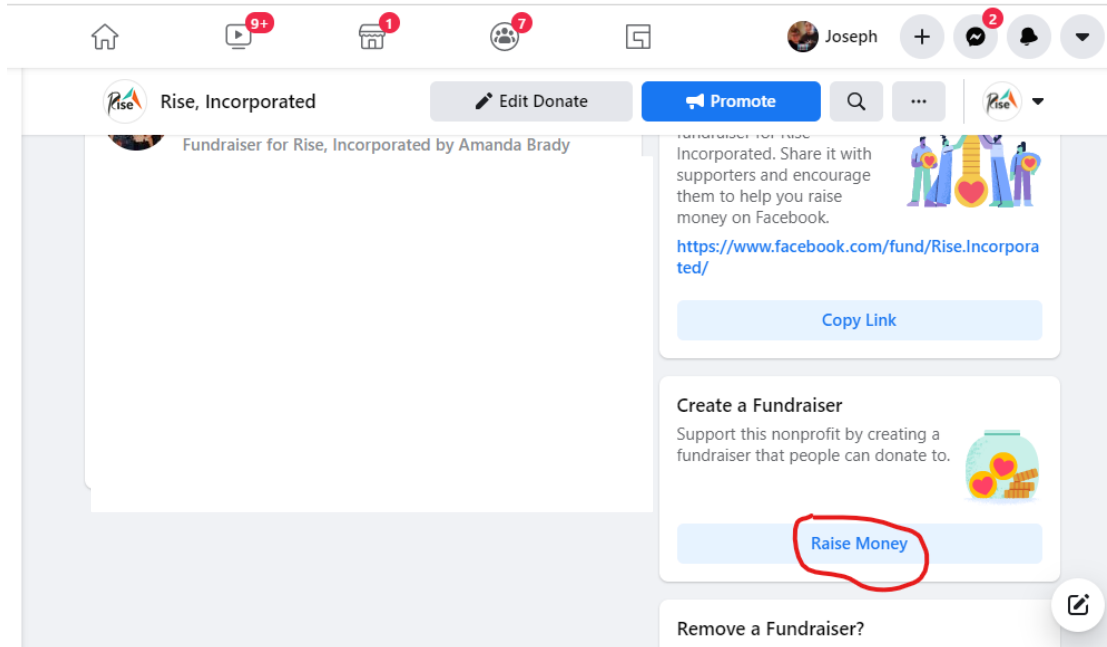 9+
1
7
Joseph
2
Rise
Rise, Incorporated
Edit Donate
Promote
Rise
Fundraiser for Rise, Incorporated by Amanda Brady
fundraiser for Rise
Incorporated. Share it with
supporters and encourage
them to help you raise
money on Facebook.
https://www.facebook.com/fund/Rise.Incorpora
ted/
Copy Link
Create a Fundraiser
Support this nonprofit by creating a
fundraiser that people can donate to.
Raise Money
Remove a Fundraiser?